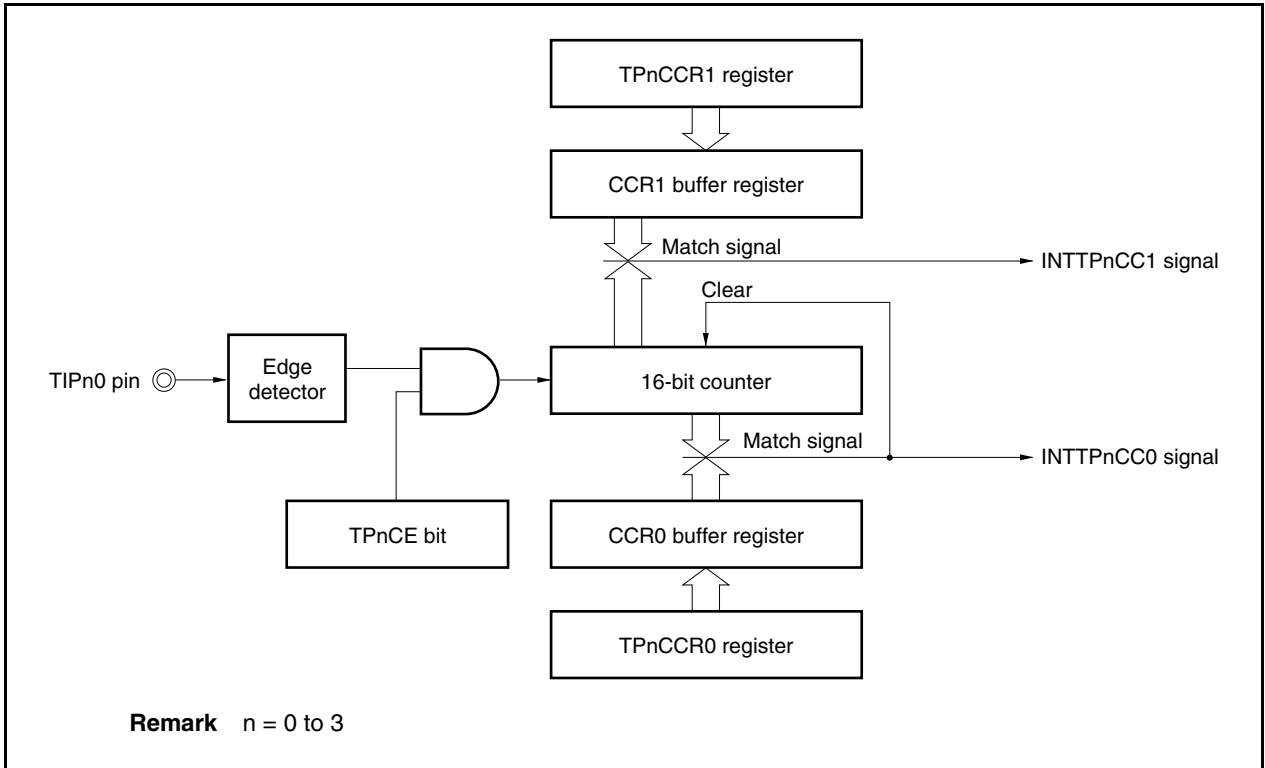 TPnCCR1 register
CCR1 buffer register
Match signal
INTTPnCC1 signal
Clear
TIPn0 pin
Edge
detector
16-bit counter
Match signal
INTTPnCC0 signal
TPnCE bit
CCR0 buffer register
TPnCCR0 register
Remark n = 0 to 3